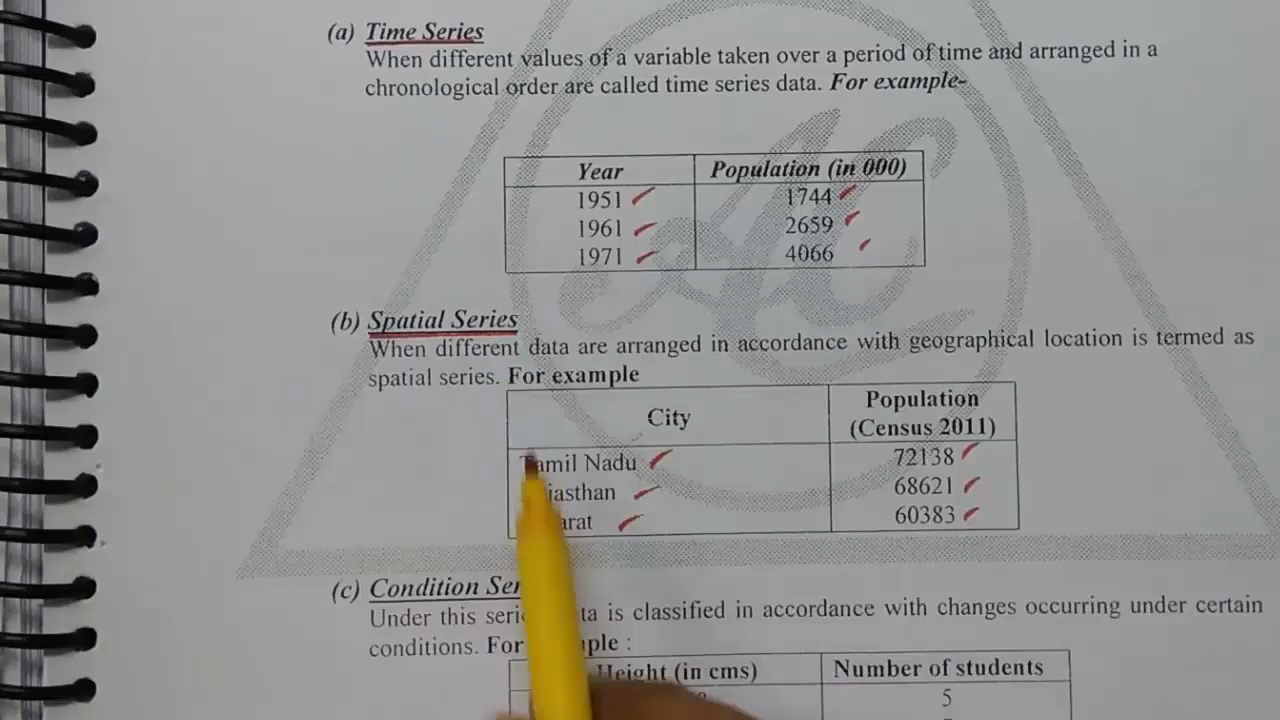 (a) Time Series
When different values of a variable taken over a period of time and arranged in a
chronological order are called time series data. For example-
Year Population (in 000)
1951 1744
1961 2659
1971 4066
(b) Spatial Series
When different data are arranged in accordance with geographical location is termed as
spatial series. For example
City Population
(Census 2011)
Tamil Nadu 72138
jasthan 68621
arat 60383
(c) Condition Ser
Under this seri ta is classified in accordance with changes occurring under certain
conditions. For mple :
Height (in cms) Number of students
5